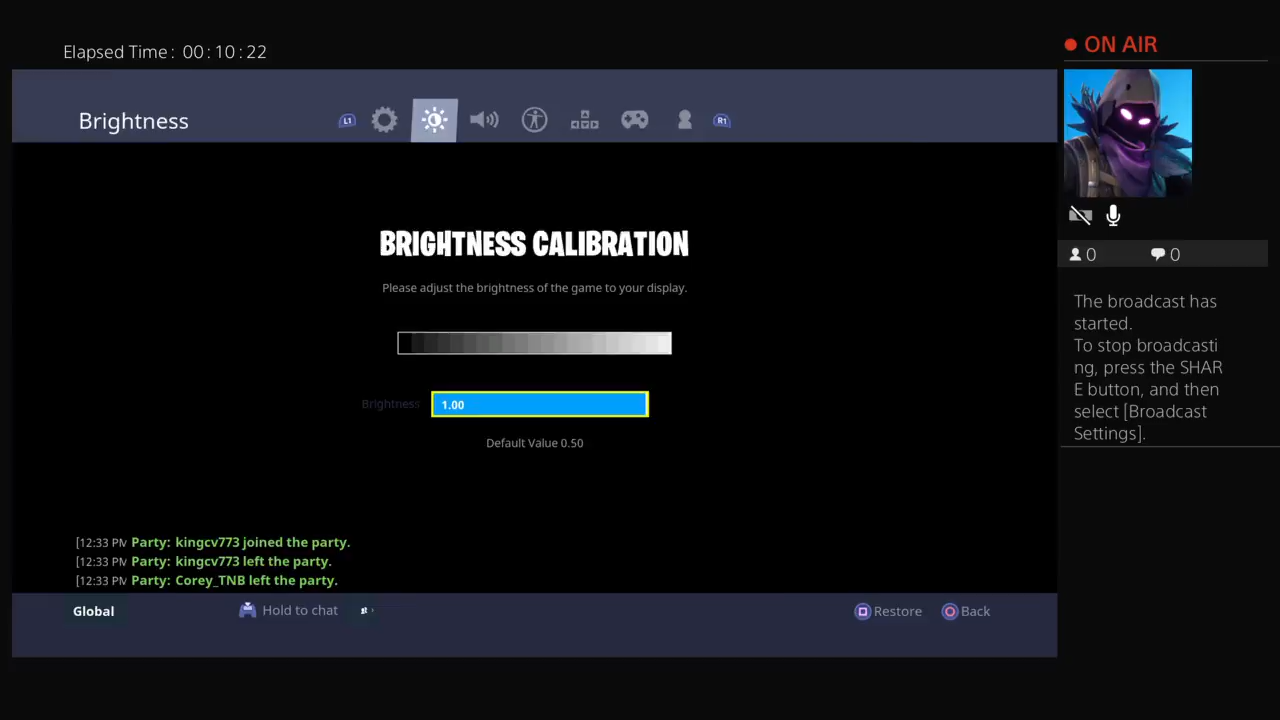 Elapsed Time: 00:10:22
ON AIR
Brightness
L1
R1
BRIGHTNESS CALIBRATION
Please adjust the brightness of the game to your display.
Brightness
1.00
Default Value 0.50
[12:33 PM Party: kingcv773 joined the party.
[12:33 PM Party: kingcv773 left the party.
[12:33 PM Party: Corey_TNB left the party.
Global
Hold to chat
Restore
Back
0
0
The broadcast has
started.
To stop broadcasti
ng, press the SHAR
E button, and then
select [Broadcast
Settings].